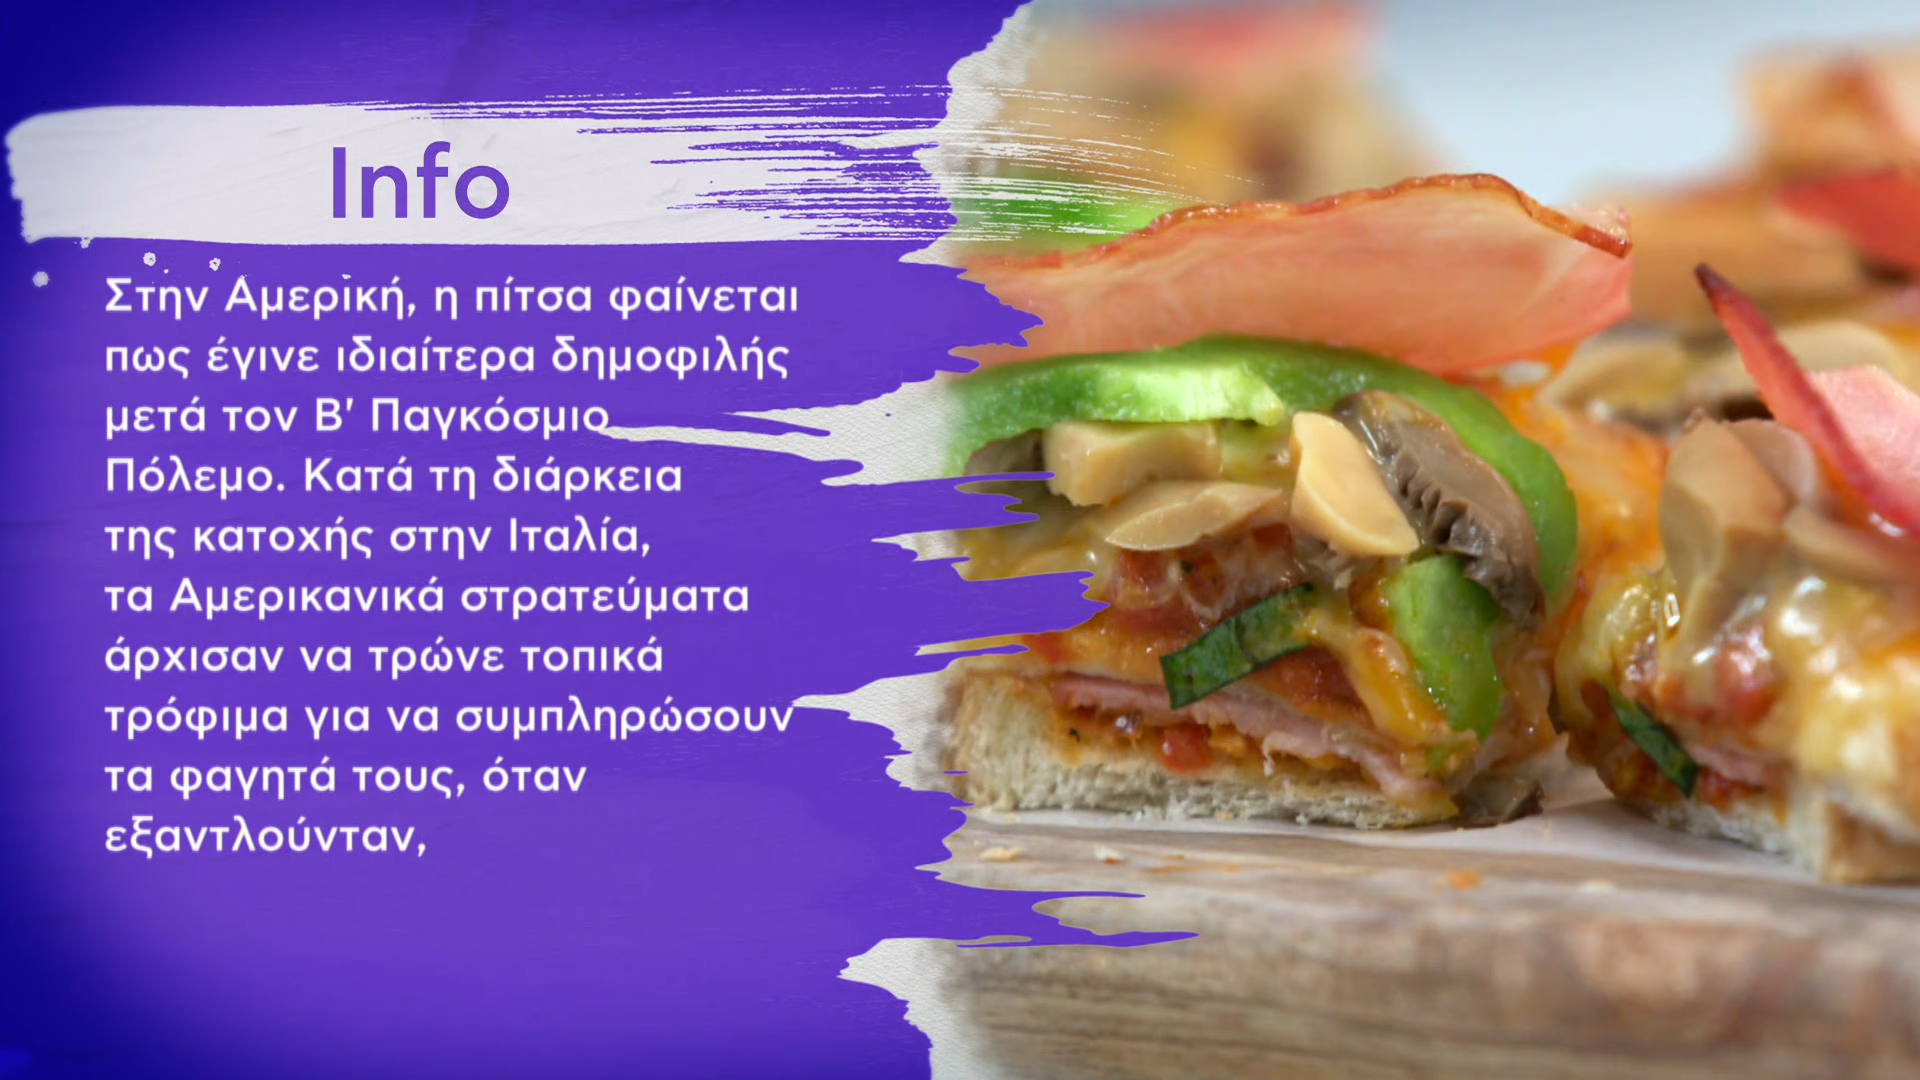 Info
Στην Αμερική, η πίτσα φαίνεται
πως έγινε ιδιαίτερα δημοφιλής
μετά τον Β' Παγκόσμιο
Πόλεμο. Κατά τη διάρκεια
της κατοχής στην Ιταλία,
τα Αμερικανικά στρατεύματα
άρχισαν να τρώνε τοπικά
τρόφιμα για να συμπληρώσουν
τα φαγητά τους, όταν
εξαντλούνταν,